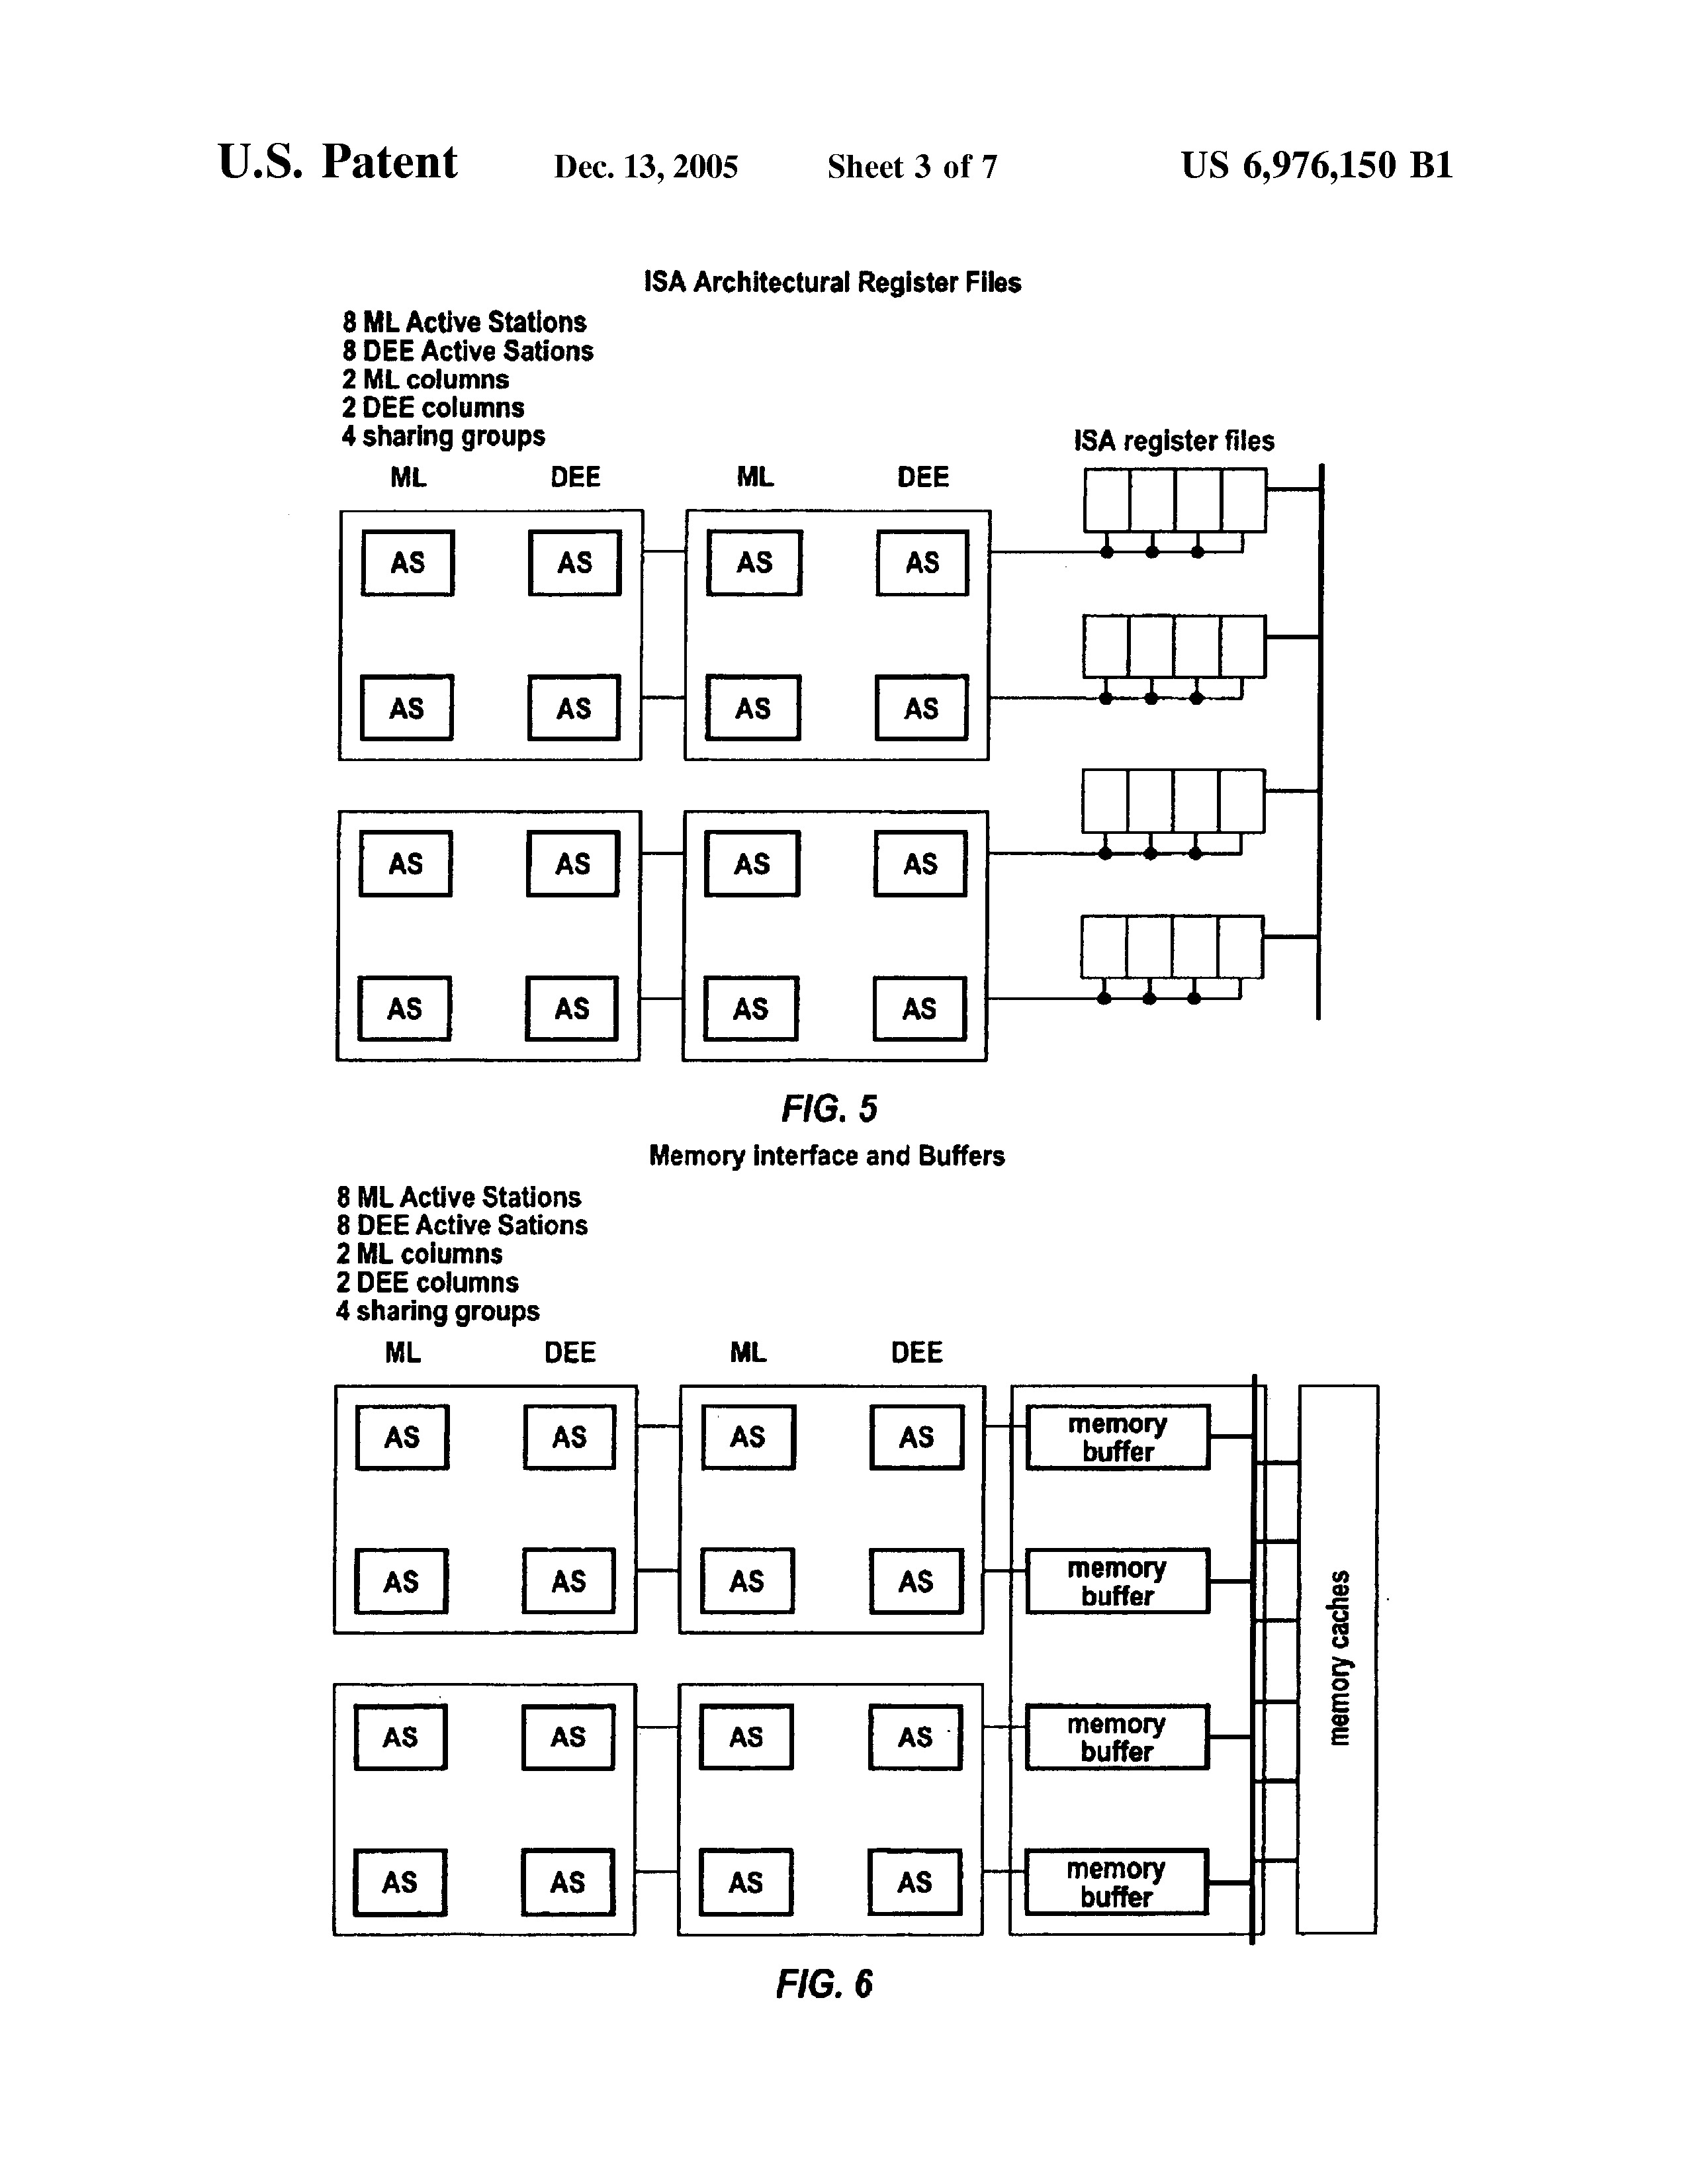 U.S. Patent Dec. 13, 2005 Sheet 3 of 7 US 6,976,150 B1
ISA Architectural Register Files
8 ML Active Stations
8 DEE Active Sations
2 ML columns
2 DEE columns
4 sharing groups
ISA register files
ML DEE ML DEE
AS AS AS AS
AS AS AS AS
AS AS AS AS
AS AS AS AS
FIG. 5
Memory interface and Buffers
8 ML Active Stations
8 DEE Active Sations
2 ML columns
2 DEE columns
4 sharing groups
ML DEE ML DEE
AS AS AS AS memory
buffer
AS AS AS AS memory
buffer
memory caches
AS AS AS AS memory
buffer
AS AS AS AS memory
buffer
FIG. 6